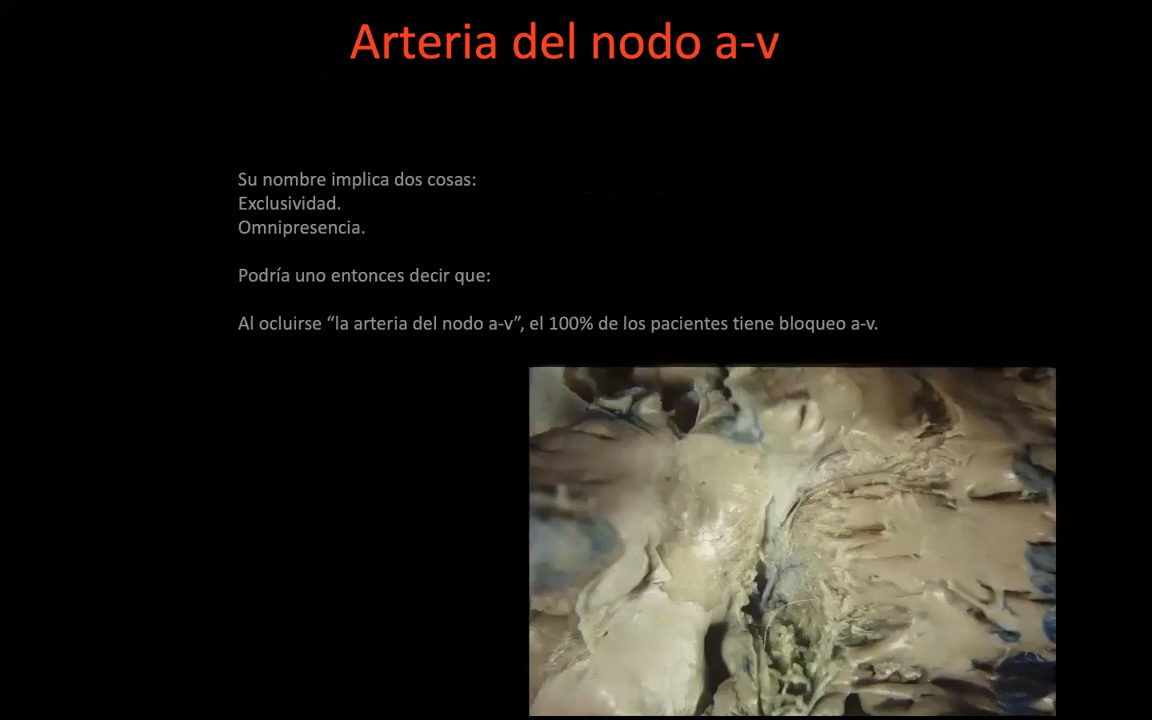 Arteria del nodo a-v
Su nombre implica dos cosas:
Exclusividad.
Omnipresencia.
Podría uno entonces decir que:
Al ocluirse “la arteria del nodo a-v”, el 100% de los pacientes tiene bloqueo a-v.